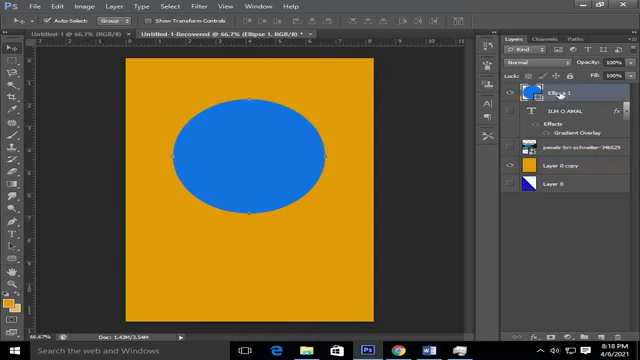 Ps File Edit Image Layer Type Select Filter View Window Help
Auto-Select: Group Show Transform Controls
Untitled-1 @ 66.7% (RGB/8) × Untitled-1-Recovered @ 66.7% (Ellipse 1, RGB/8) * ×
Layers Channels Paths
Kind
Normal Opacity: 100%
Lock: Fill: 100%
Ellipse 1
T ILM O AMAL fx
Effects
Gradient Overlay
pexels-bri-schneiter-346529
Layer 0 copy
Layer 0
66.67% Doc: 1.43M/3.54M
Search the web and Windows
8:18 PM
4/6/2021